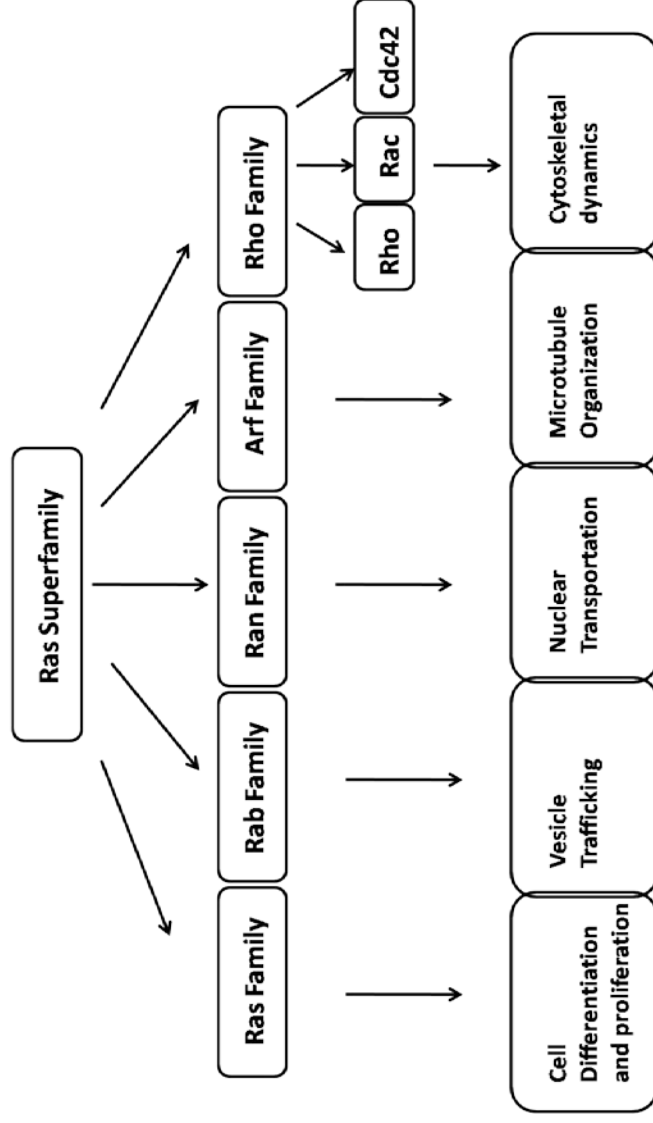 Ras Superfamily
Ras Family
Rab Family
Ran Family
Arf Family
Rho Family
Rho
Rac
Cdc42
Cell
Differentiation
and proliferation
Vesicle
Trafficking
Nuclear
Transportation
Microtubule
Organization
Cytoskeletal
dynamics